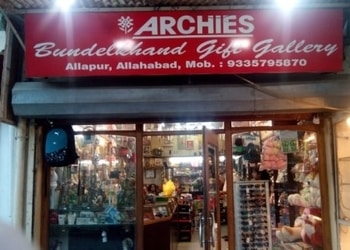 ARCHIES
Bundelkhand Gift Gallery
Allapur, Allahabad, Mob. : 9335795870